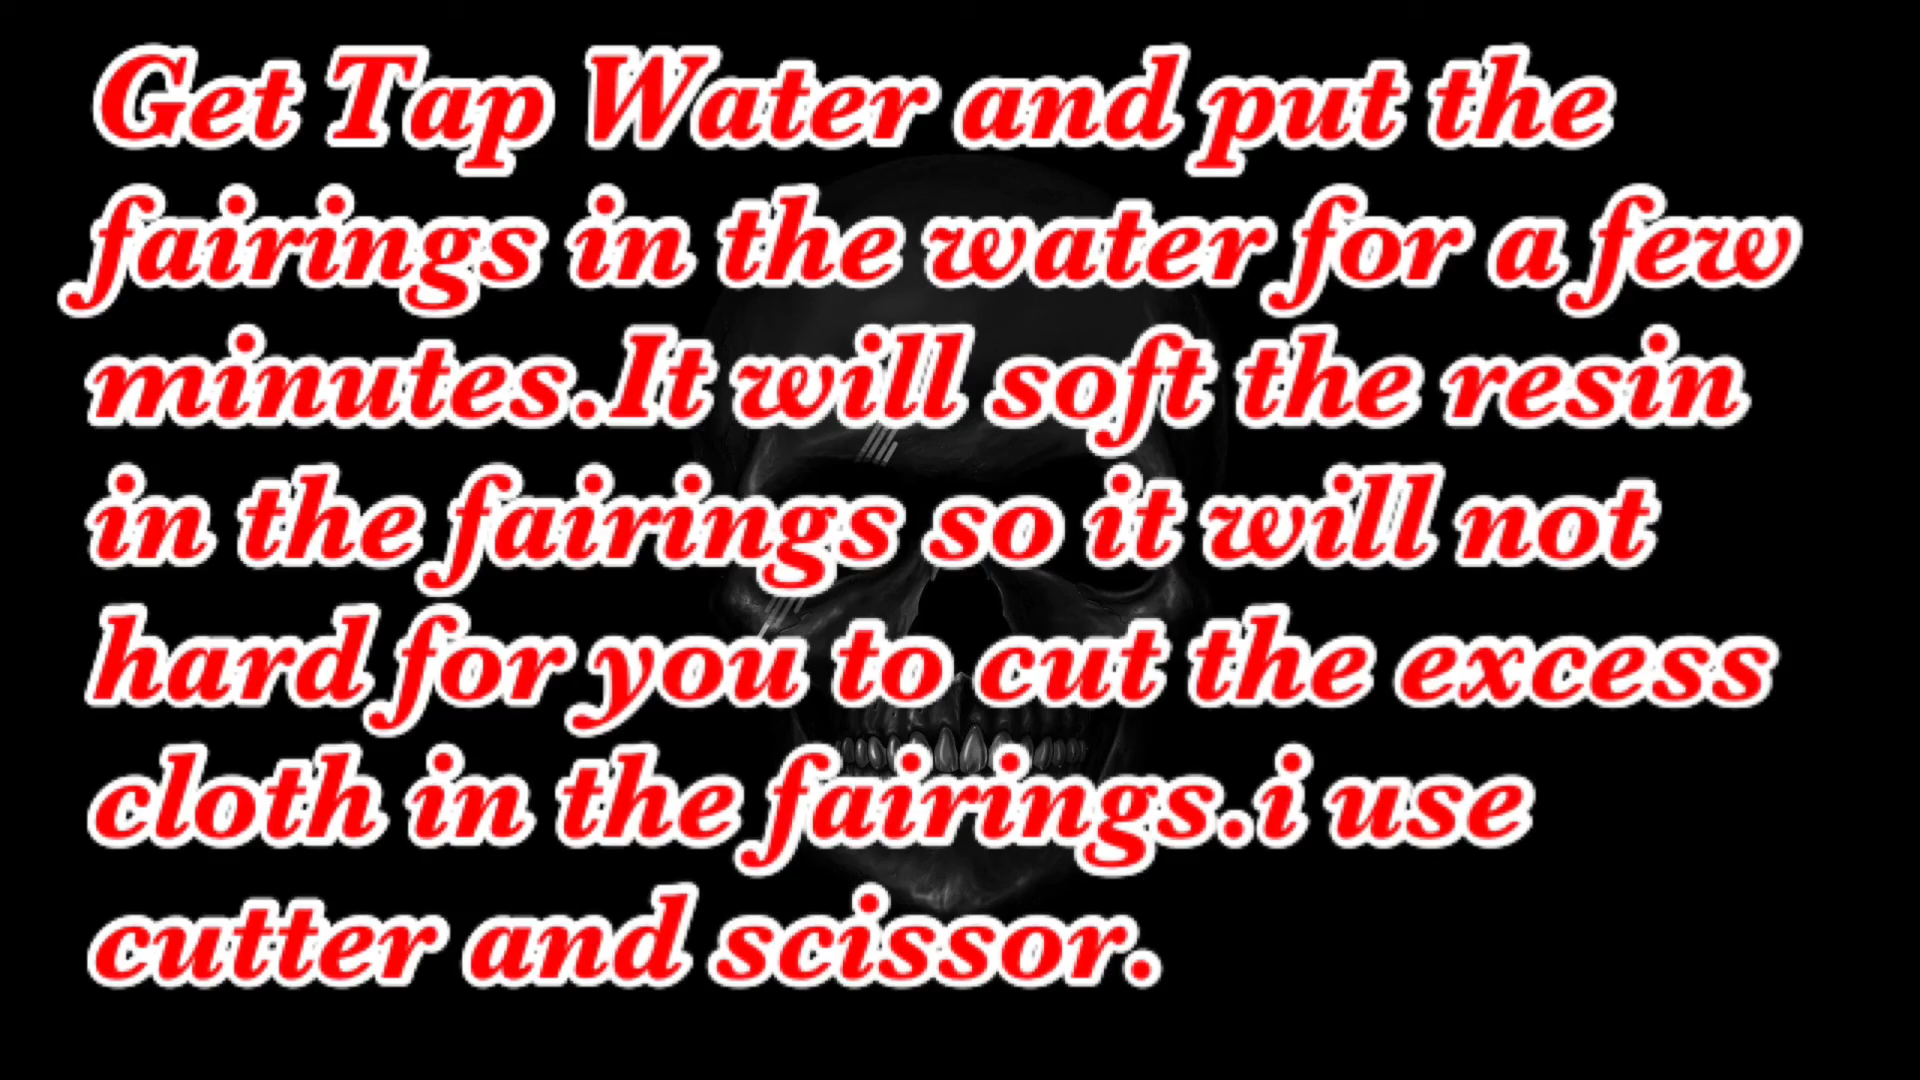 Get Tap Water and put the
fairings in the water for a few
minutes.It will soft the resin
in the fairings so it will not
hard for you to cut the excess
cloth in the fairings.i use
cutter and scissor.